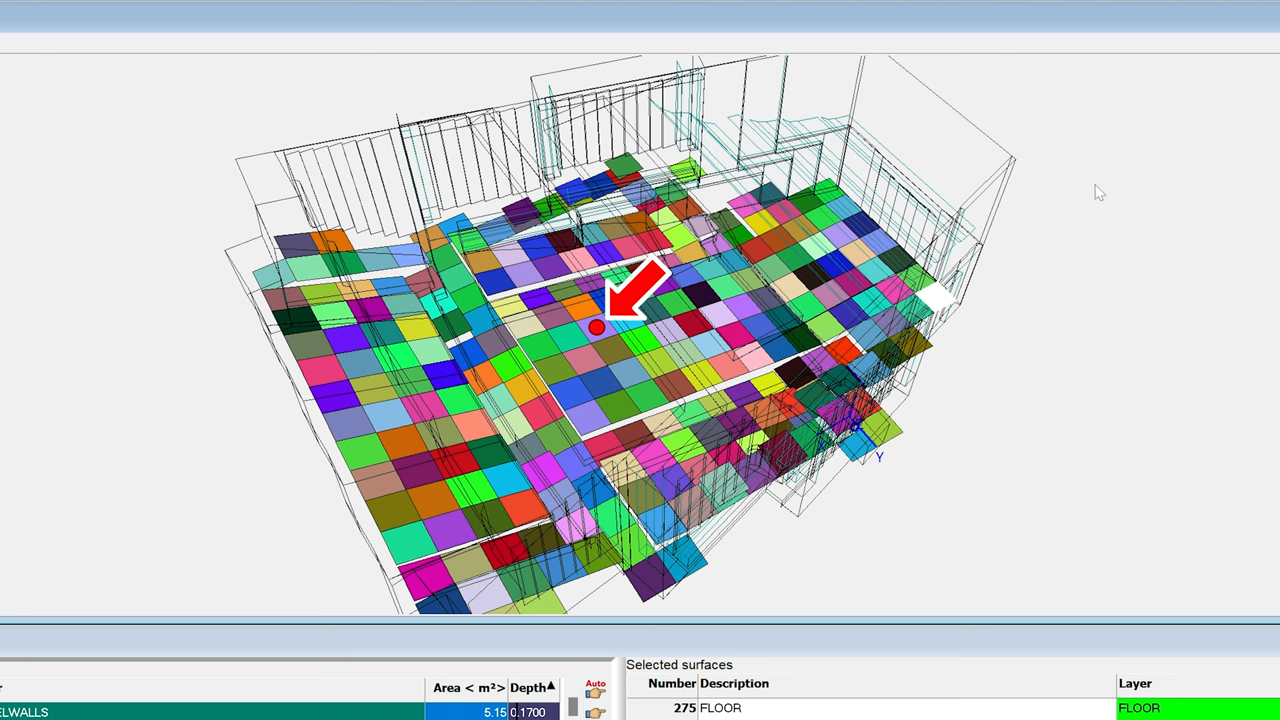 Y
Selected surfaces
Area < m²> Depth Auto
Number Description Layer
ELWALLS 5.15 0.1700
275 FLOOR FLOOR